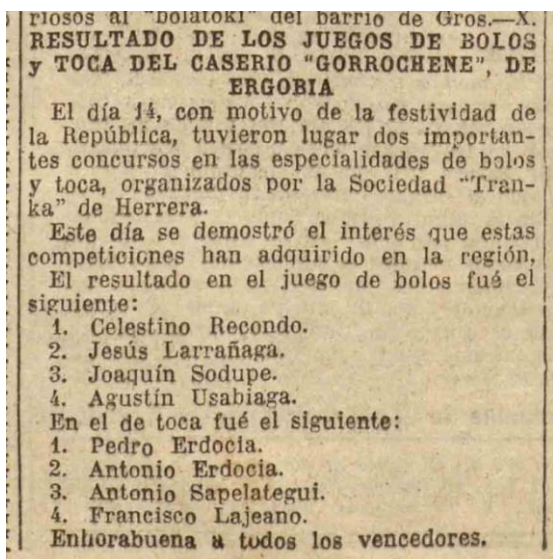 riosos al "bolatoki" del barrio de Gros.—X.
RESULTADO DE LOS JUEGOS DE BOLOS
y TOCA DEL CASERIO "GORROCHENE", DE
ERGOBIA
El día 14, con motivo de la festividad de
la República, tuvieron lugar dos importan-
tes concursos en las especialidades de bolos
y toca, organizados por la Sociedad "Tran-
ka" de Herrera.
Este día se demostró el interés que estas
competiciones han adquirido en la región,
El resultado en el juego de bolos fué el
siguiente:
1. Celestino Recondo.
2. Jesús Larrañaga.
3. Joaquín Sodupe.
4. Agustín Usabiaga.
En el de toca fué el siguiente:
1. Pedro Erdocia.
2. Antonio Erdocia.
3. Antonio Sapelategui.
4. Francisco Lajeano.
Enhorabuena a todos los vencedores.